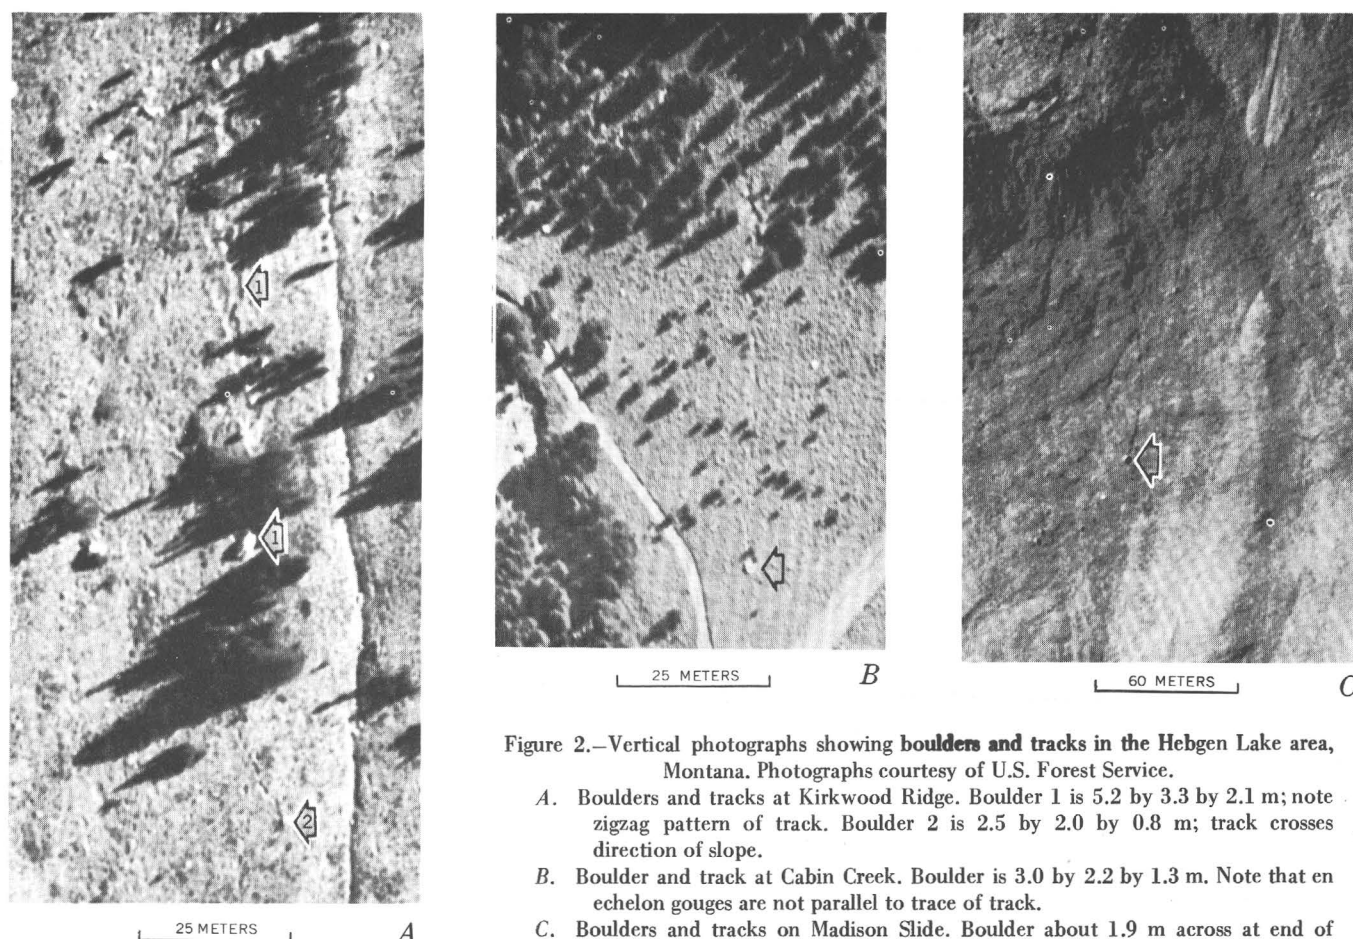 1
1
2
25 METERS
A
25 METERS
B
60 METERS
C
Figure 2.—Vertical photographs showing boulders and tracks in the Hebgen Lake area,
Montana. Photographs courtesy of U.S. Forest Service.
A. Boulders and tracks at Kirkwood Ridge. Boulder 1 is 5.2 by 3.3 by 2.1 m; note
zigzag pattern of track. Boulder 2 is 2.5 by 2.0 by 0.8 m; track crosses
direction of slope.
B. Boulder and track at Cabin Creek. Boulder is 3.0 by 2.2 by 1.3 m. Note that en
echelon gouges are not parallel to trace of track.
C. Boulders and tracks on Madison Slide. Boulder about 1.9 m across at end of